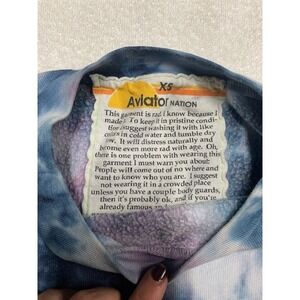 XS
Aviator NATION
This garment is rad I know because I
made it. To keep it in pristine condi-
tion I suggest washing it with like
colors in cold water and tumble dry
low. It will distress naturally and
become even more rad with age. Oh,
there is one problem with wearing this
garment I must warn you about:
People will come out of no where and
want to know who you are. I suggest
not wearing it in a crowded place
unless you have a couple body guards,
then it's probably ok, and if you're
already famous